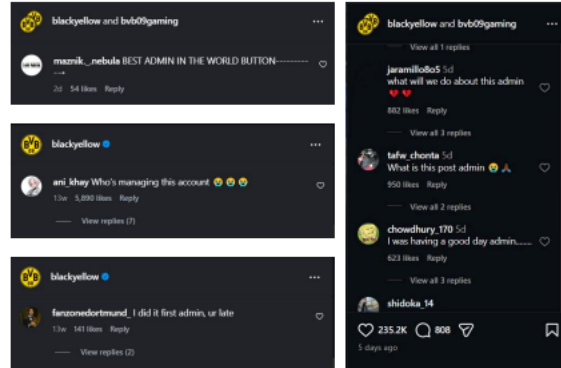 blackyellow and bvb09gaming
maznik._.nebula BEST ADMIN IN THE WORLD BUTTON----------
---+
2d 54 likes Reply
blackyellow
ani_khay Who's managing this account 😭 😭 😭
13w 5,890 likes Reply
View replies (7)
blackyellow
fanzonedortmund_ I did it first admin, ur late
13w 141 likes Reply
View replies (2)
blackyellow and bvb09gaming
View all 1 replies
jaramillo8o5 5d
what will we do about this admin
💔 💔
882 likes Reply
View all 3 replies
tafw_chonta 5d
What is this post admin 😭 🙏
950 likes Reply
View all 2 replies
chowdhury_170 5d
I was having a good day admin......
623 likes Reply
View all 3 replies
shidoka_14
235.2K 808
5 days ago